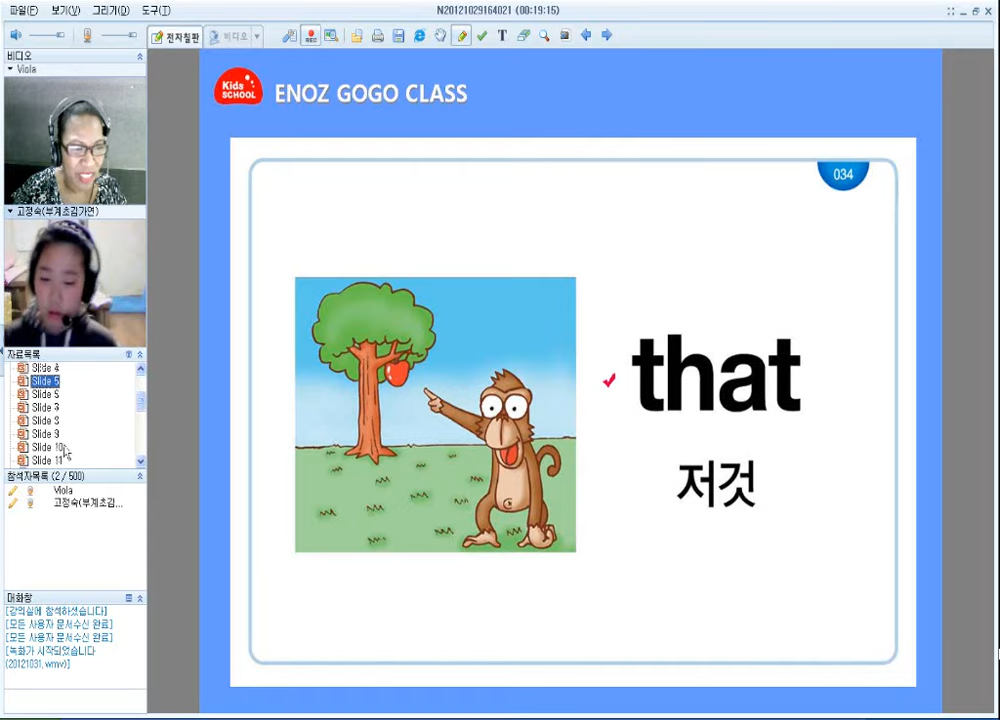 파일(F) 보기(V) 그리기(D) 도구(T)
N20121029164021 (00:19:15)
전자칠판
비디오
REC
T
비디오
Viola
고정숙(부계초김가연)
자료목록
Slide 4
Slide 5
Slide 6
Slide 7
Slide 8
Slide 9
Slide 10
Slide 11
참석자목록 (2 / 500)
Viola
고정숙(부계초김...
대화창
[강의실에 참석하셨습니다]
[모든 사용자 문서수신 완료]
[모든 사용자 문서수신 완료]
[녹화가 시작되었습니다
(20121031.wmv)]
Kids
SCHOOL
ENOZ GOGO CLASS
034
that
저것